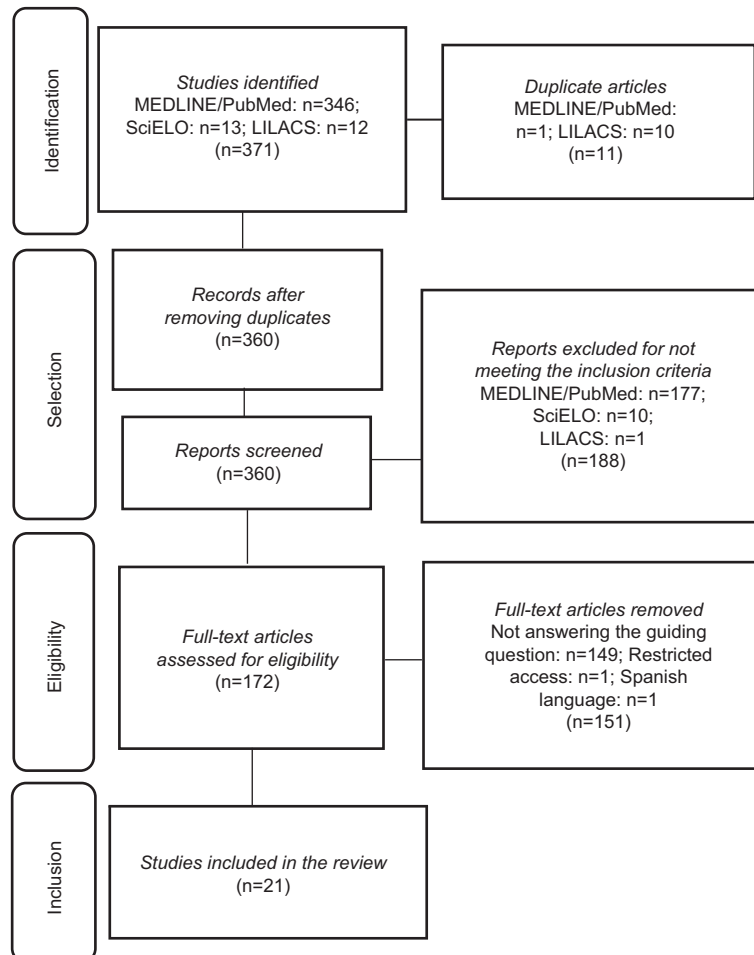 Identification
Studies identified
MEDLINE/PubMed: n=346;
SciELO: n=13; LILACS: n=12
(n=371)
Duplicate articles
MEDLINE/PubMed:
n=1; LILACS: n=10
(n=11)
Selection
Records after
removing duplicates
(n=360)
Reports screened
(n=360)
Reports excluded for not
meeting the inclusion criteria
MEDLINE/PubMed: n=177;
SciELO: n=10;
LILACS: n=1
(n=188)
Eligibility
Full-text articles
assessed for eligibility
(n=172)
Full-text articles removed
Not answering the guiding
question: n=149; Restricted
access: n=1; Spanish
language: n=1
(n=151)
Inclusion
Studies included in the review
(n=21)